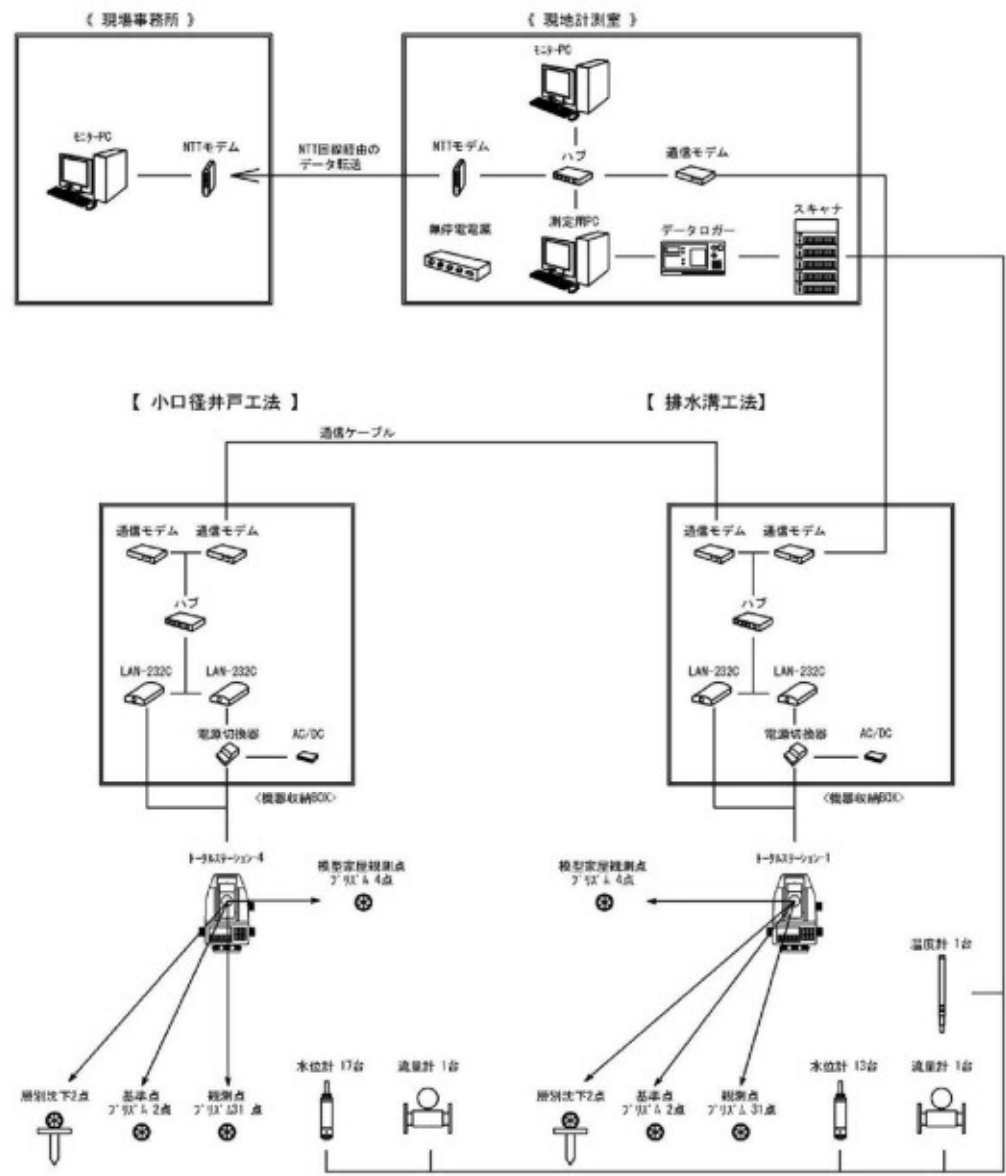 《 現場事務所 》
《 現地計測室 》
モニターPC
モニターPC
NTTモデム
NTT回線経由の
データ転送
NTTモデム
ハブ
通信モデム
無停電電源
測定用PC
データロガー
スキャナ
【 小口径井戸工法 】
【 排水溝工法】
通信ケーブル
通信モデム
通信モデム
ハブ
LAN-232C
LAN-232C
電源切換器
AC/DC
<機器収納BOX>
通信モデム
通信モデム
ハブ
LAN-232C
LAN-232C
電源切換器
AC/DC
<機器収納BOX>
トータルステーション-4
模型家屋観測点
プリズム 4点
トータルステーション-1
模型家屋観測点
プリズム 4点
温度計 1台
層別沈下2点
基準点
プリズム 2点
観測点
プリズム31 点
水位計 17台
流量計 1台
層別沈下2点
基準点
プリズム 2点
観測点
プリズム 31点
水位計 13台
流量計 1台